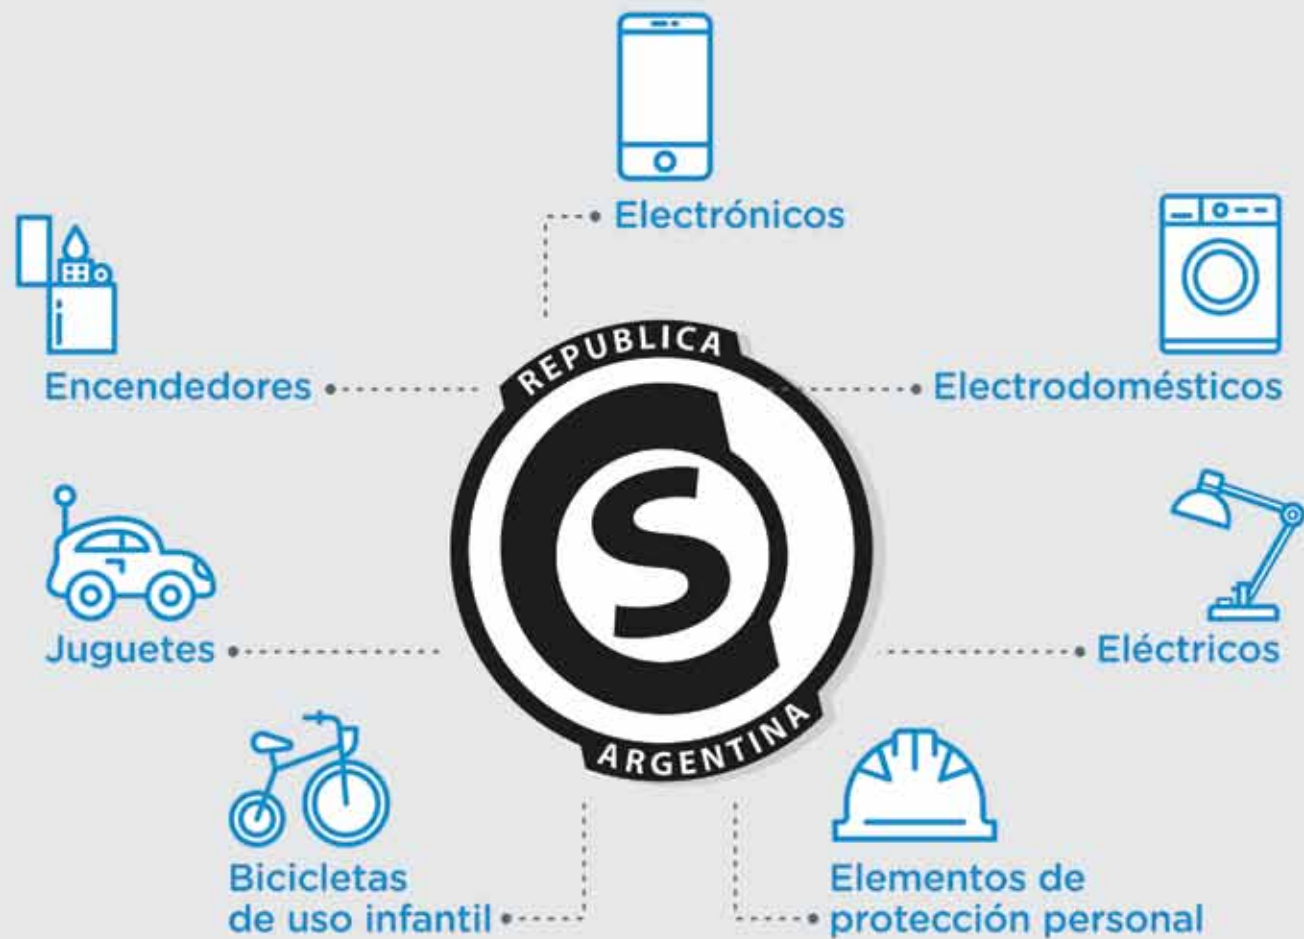 Electrónicos
Encendedores
Electrodomésticos
REPUBLICA
S
ARGENTINA
Juguetes
Eléctricos
Bicicletas
de uso infantil
Elementos de
protección personal